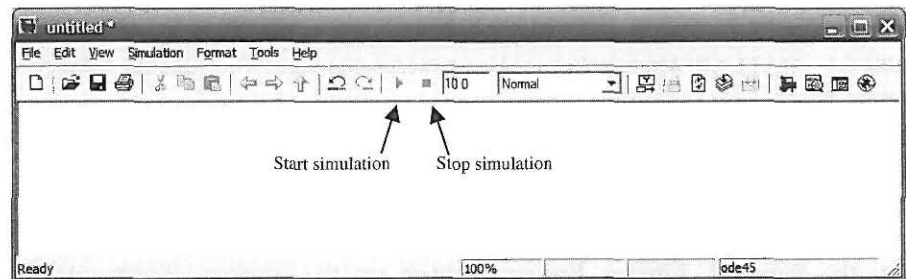 untitled *
File Edit View Simulation Format Tools Help
10.0 Normal
Start simulation Stop simulation
Ready 100% ode45